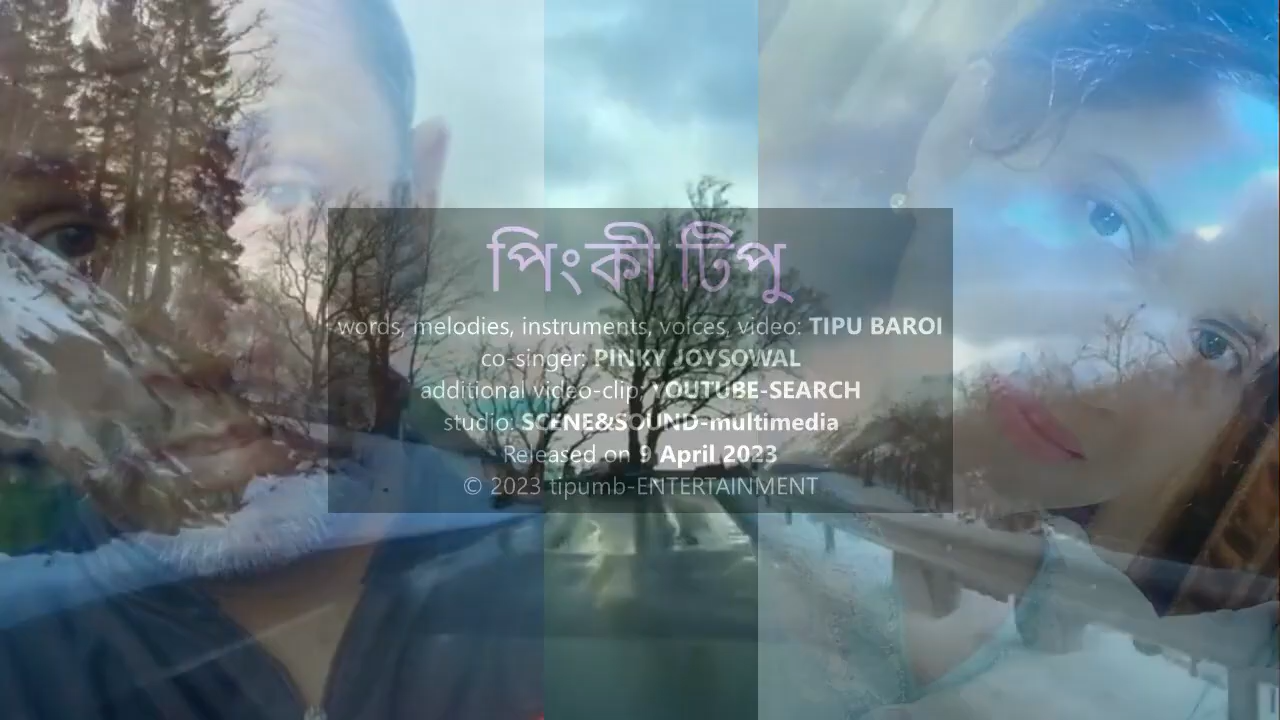 পিংকী টিপু
words, melodies, instruments, voices, video: TIPU BAROI
co-singer: PINKY JOYSOWAL
additional video-clip: YOUTUBE-SEARCH
studio: SCENE&SOUND-multimedia
Released on 9 April 2023
© 2023 tipumb-ENTERTAINMENT